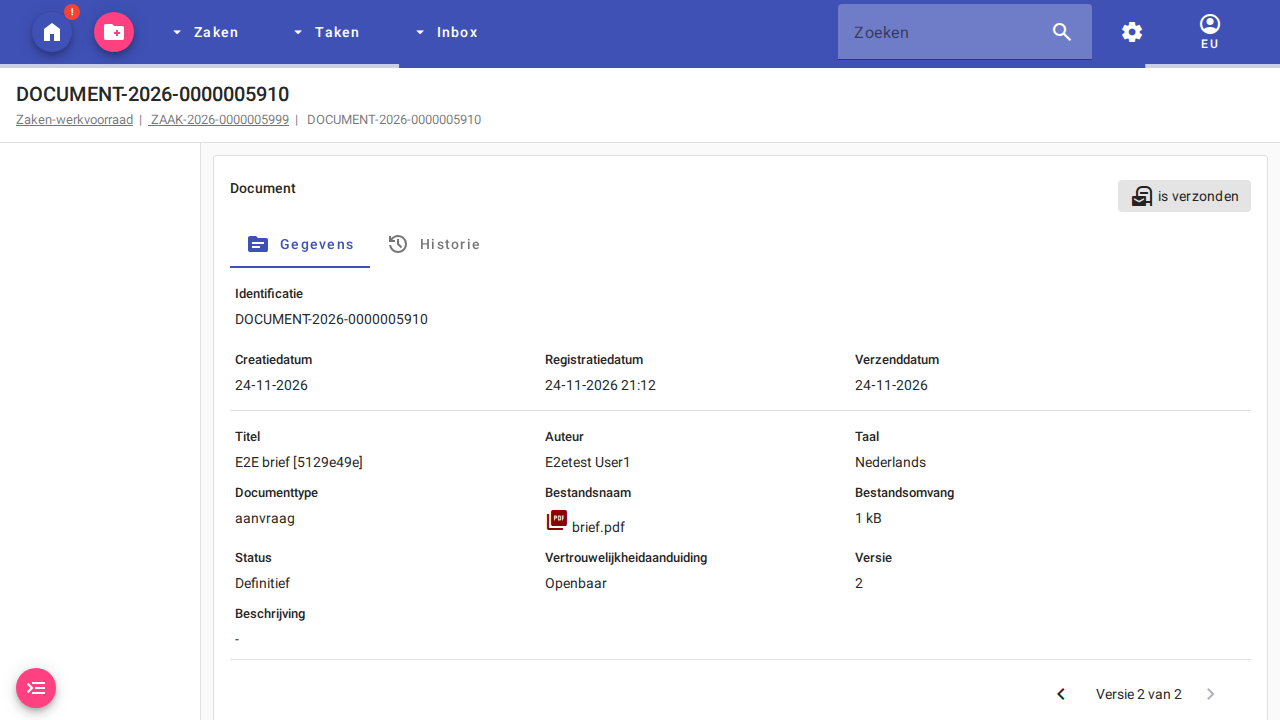 !
Zaken
Taken
Inbox
Zoeken
EU
DOCUMENT-2026-0000005910
Zaken-werkvoorraad | ZAAK-2026-0000005999 | DOCUMENT-2026-0000005910
Document
is verzonden
Gegevens
Historie
Identificatie
DOCUMENT-2026-0000005910
Creatiedatum Registratiedatum Verzenddatum
24-11-2026 24-11-2026 21:12 24-11-2026
Titel Auteur Taal
E2E brief [5129e49e] E2etest User1 Nederlands
Documenttype Bestandsnaam Bestandsomvang
aanvraag PDF brief.pdf 1 kB
Status Vertrouwelijkheidaanduiding Versie
Definitief Openbaar 2
Beschrijving
-
Versie 2 van 2